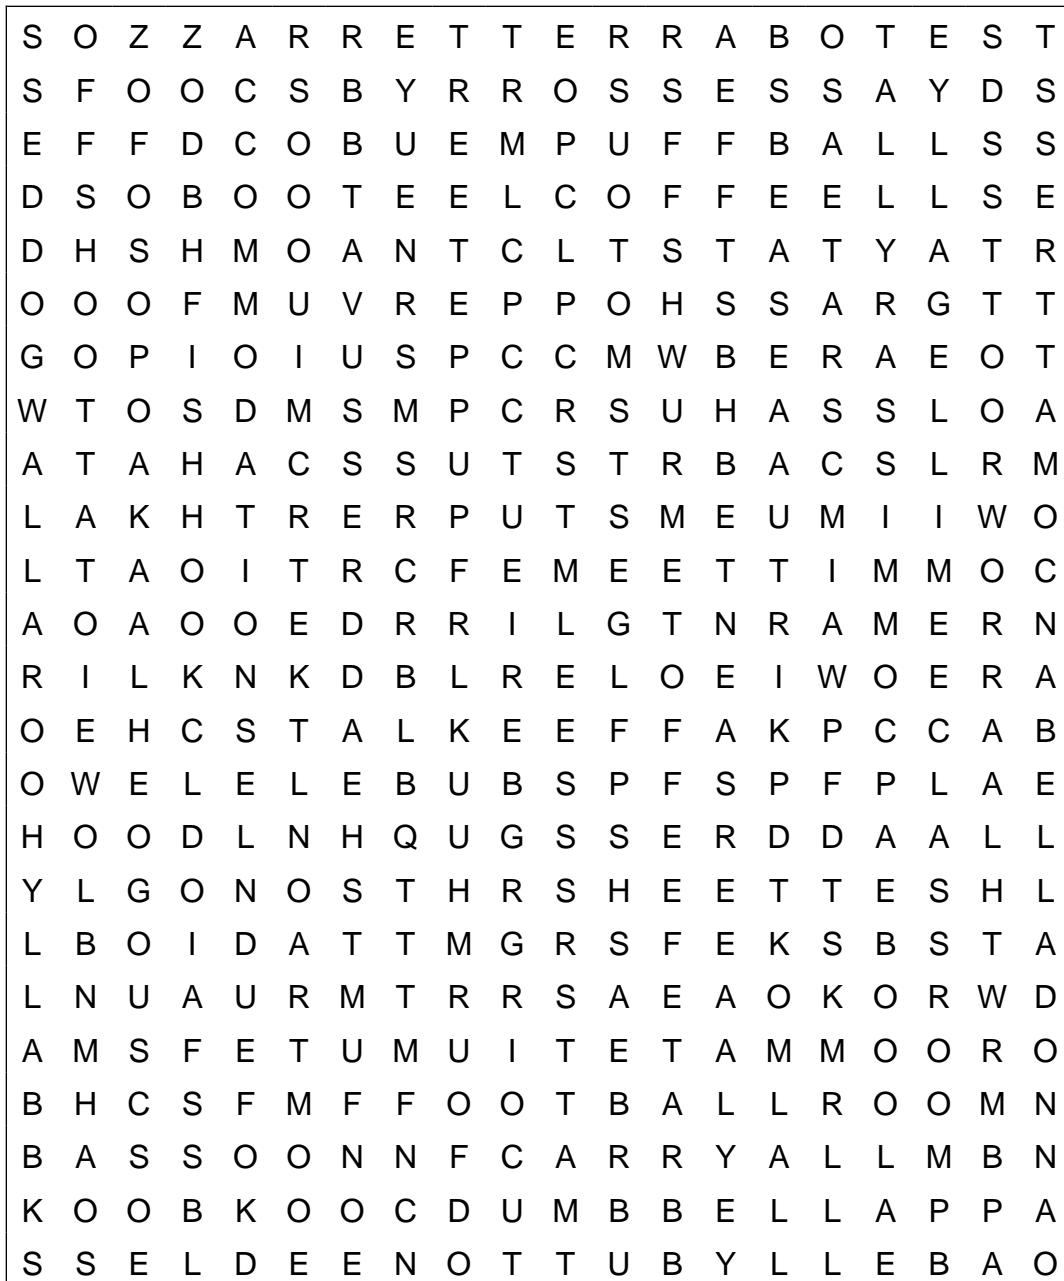 S O Z Z A R R E T T E R R A B O T E S T
S F O O C S B Y R R O S S E S S A Y D S
E F F D C O B U E M P U F F B A L L S S
D S O B O O T E E L C O F F E E L L S E
D H S H M O A N T C L T S T A T Y A T R
O O O F M U V R E P P O H S S A R G T T
G O P I O I U S P C C M W B E R A E O T
W T O S D M S M P C R S U H A S S L O A
A T A H A C S S U T S T R B A C S L R M
L A K H T R E R P U T S M E U M I I W O
L T A O I T R C F E M E E T T I M M O C
A O A O O E D R R I L G T N R A M E R N
R I L K N K D B L R E L O E I W O E R A
O E H C S T A L K E E F F A K P C C A B
O W E L E L E B U B S P F S P F P L A E
H O O D L N H Q U G S S E R D D A A L L
Y L G O N O S T H R S H E E T T E S H L
L B O I D A T T M G R S F E K S B S T A
L N U A U R M T R R S A E A O K O R W D
A M S F E T U M U I T E T A M M O O R O
B H C S F M F F O O T B A L L R O O M N
B A S S O O N N F C A R R Y A L L M B N
K O O B K O O C D U M B B E L L A P P A
S S E L D E E N O T T U B Y L L E B A O